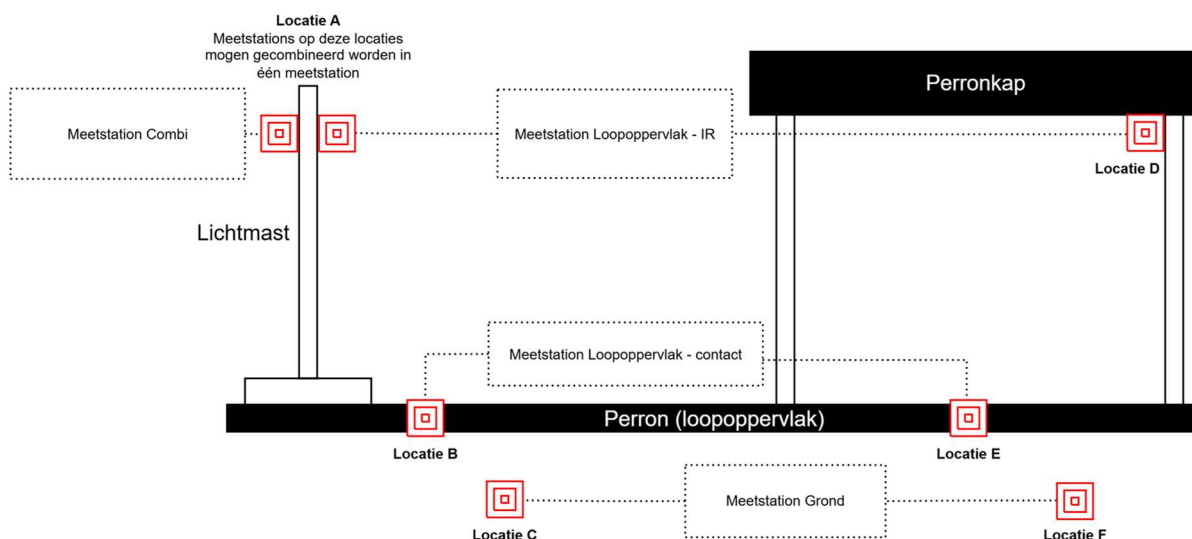 Locatie A
Meetstations op deze locaties
mogen gecombineerd worden in
één meetstation
Perronkap
Meetstation Combi
Meetstation Loopoppervlak - IR
Locatie D
Lichtmast
Meetstation Loopoppervlak - contact
Perron (loopoppervlak)
Locatie B
Locatie E
Meetstation Grond
Locatie C
Locatie F